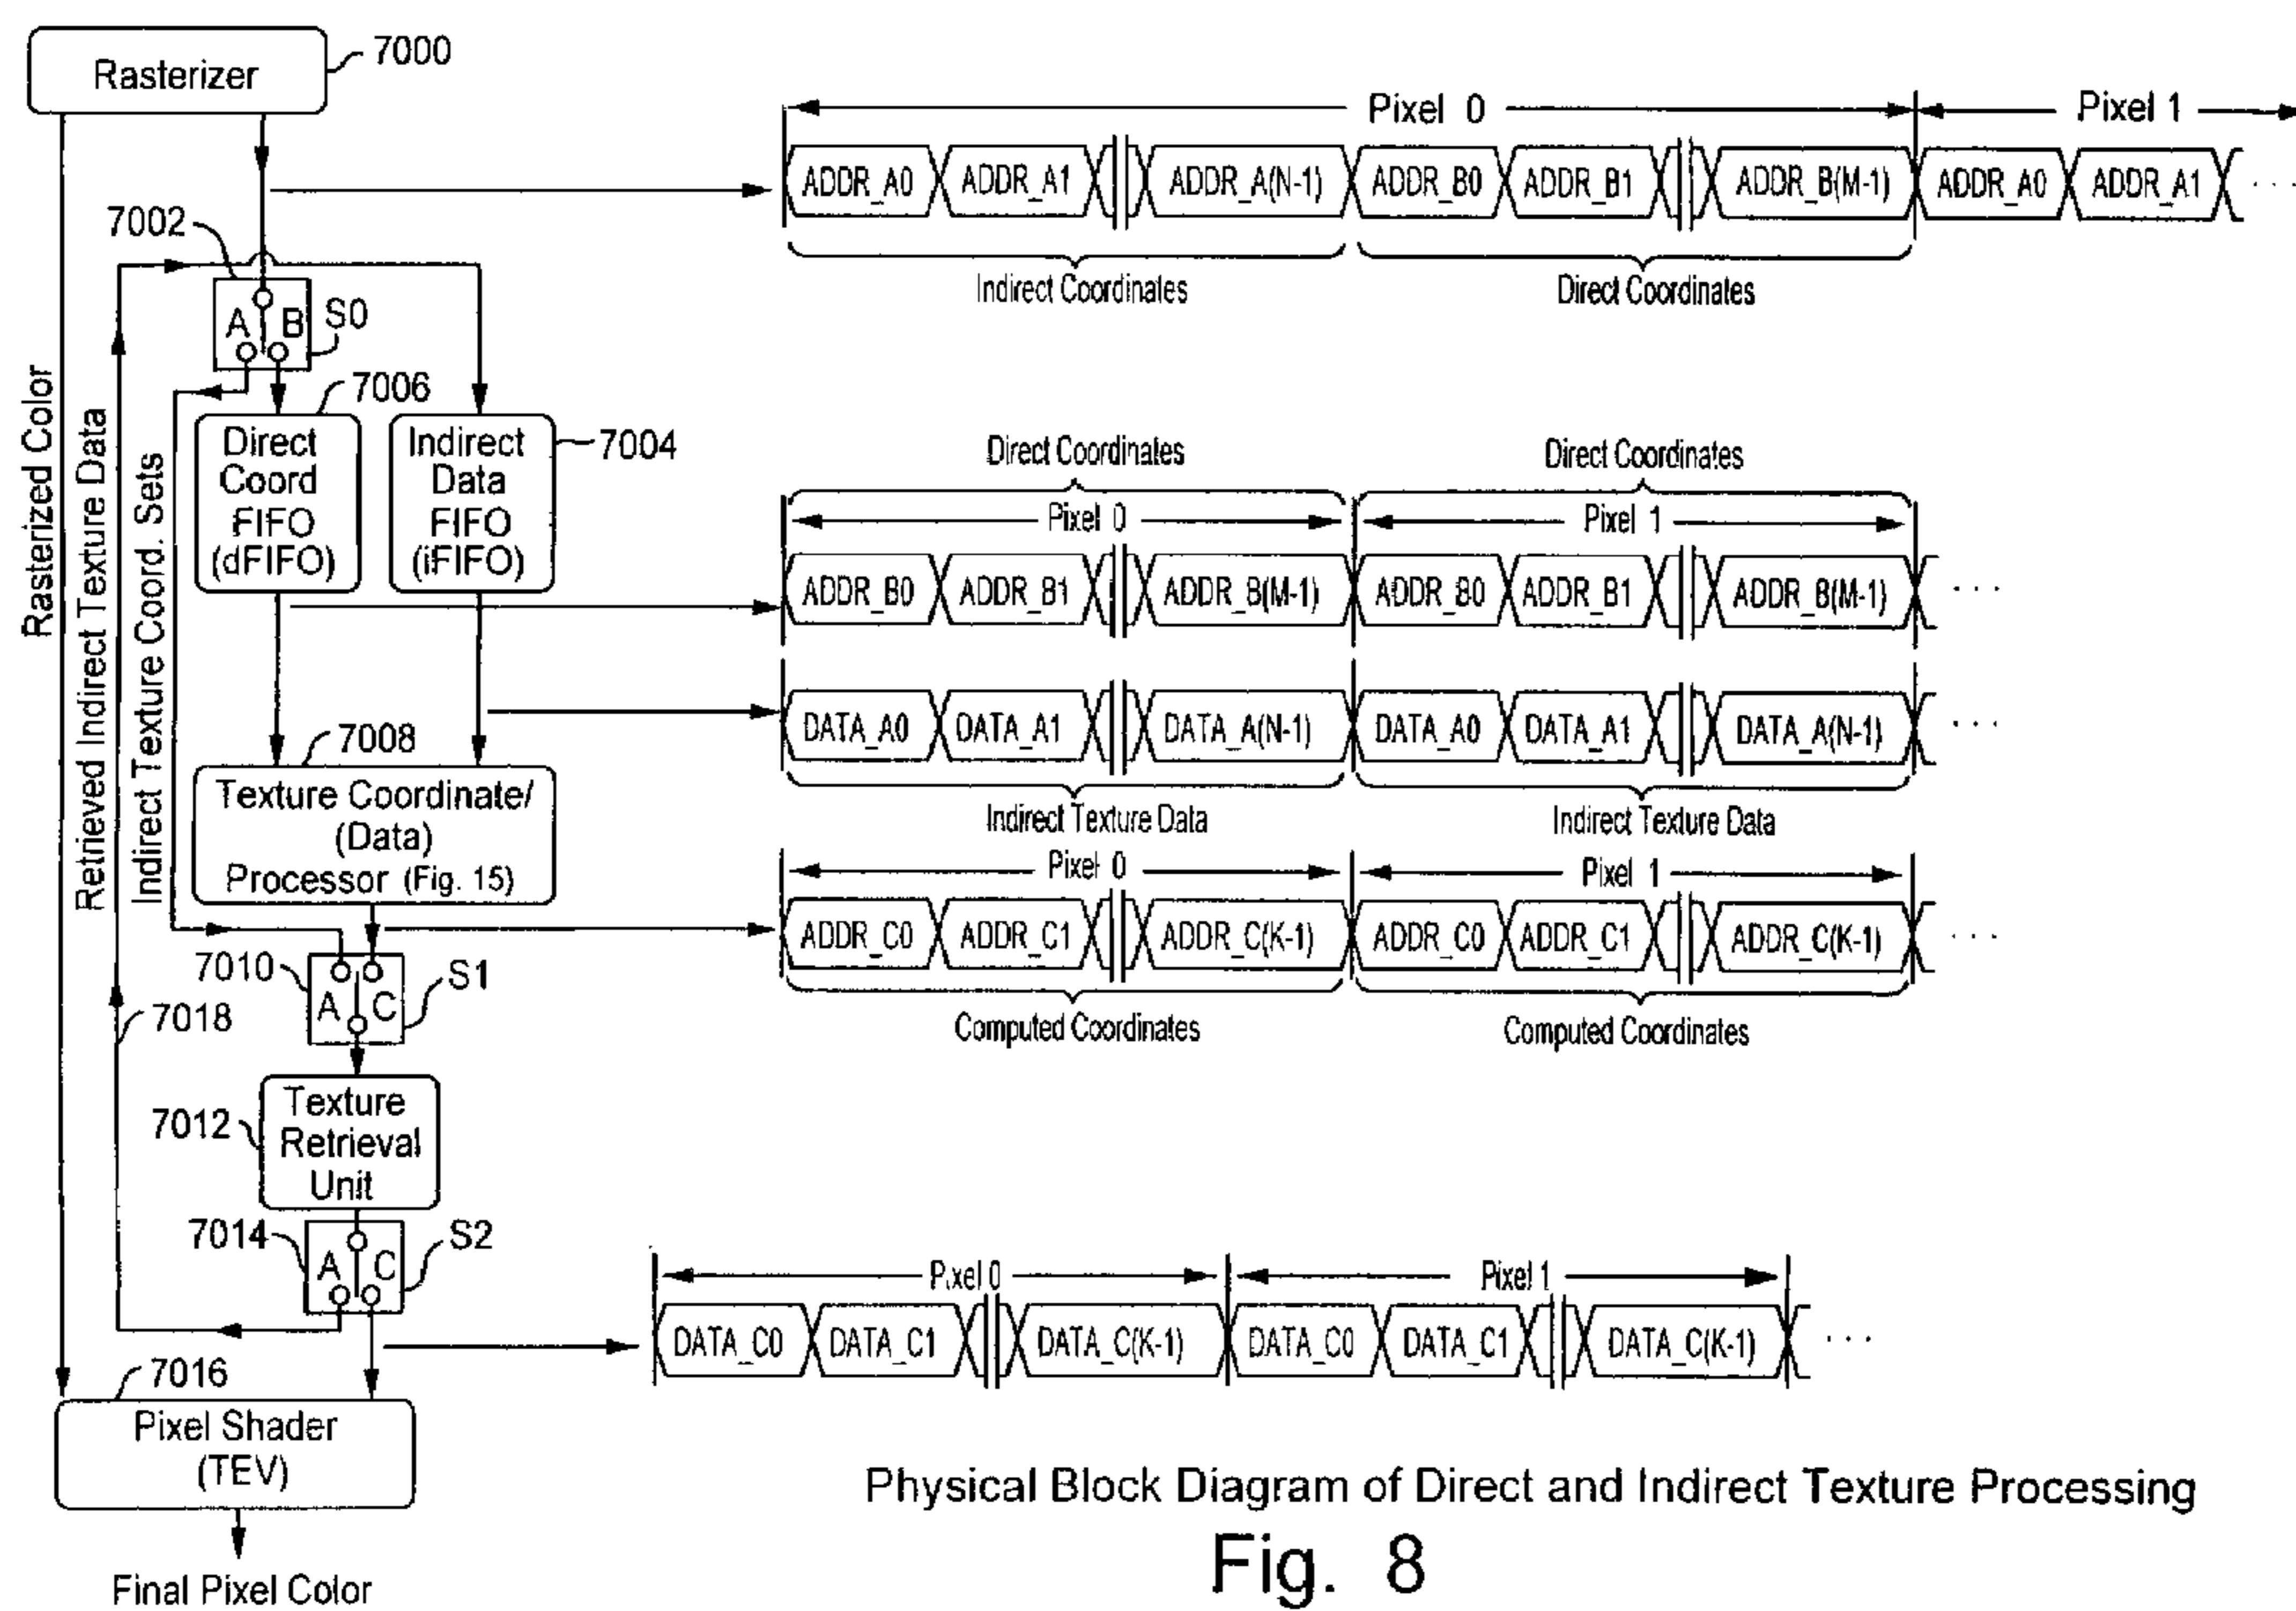 Rasterizer
7000
Pixel 0
Pixel 1
ADDR_A0 ADDR_A1 ADDR_A(N-1) ADDR_B0 ADDR_B1 ADDR_B(M-1) ADDR_A0 ADDR_A1 ...
Indirect Coordinates
Direct Coordinates
7002
A B S0
Rasterized Color
Retrieved Indirect Texture Data
Indirect Texture Coord. Sets
7006
Direct
Coord
FIFO
(dFIFO)
Indirect
Data
FIFO
(iFIFO)
7004
Direct Coordinates
Direct Coordinates
Pixel 0
Pixel 1
ADDR_B0 ADDR_B1 ADDR_B(M-1) ADDR_B0 ADDR_B1 ADDR_B(M-1) ...
DATA_A0 DATA_A1 DATA_A(N-1) DATA_A0 DATA_A1 DATA_A(N-1) ...
Indirect Texture Data
Indirect Texture Data
7008
Texture Coordinate/
(Data)
Processor (Fig. 15)
Pixel 0
Pixel 1
ADDR_C0 ADDR_C1 ADDR_C(K-1) ADDR_C0 ADDR_C1 ADDR_C(K-1) ...
Computed Coordinates
Computed Coordinates
7010
A C
S1
7018
7012
Texture
Retrieval
Unit
7014
A C
S2
Pixel 0
Pixel 1
DATA_C0 DATA_C1 DATA_C(K-1) DATA_C0 DATA_C1 DATA_C(K-1) ...
7016
Pixel Shader
(TEV)
Final Pixel Color
Physical Block Diagram of Direct and Indirect Texture Processing
Fig. 8